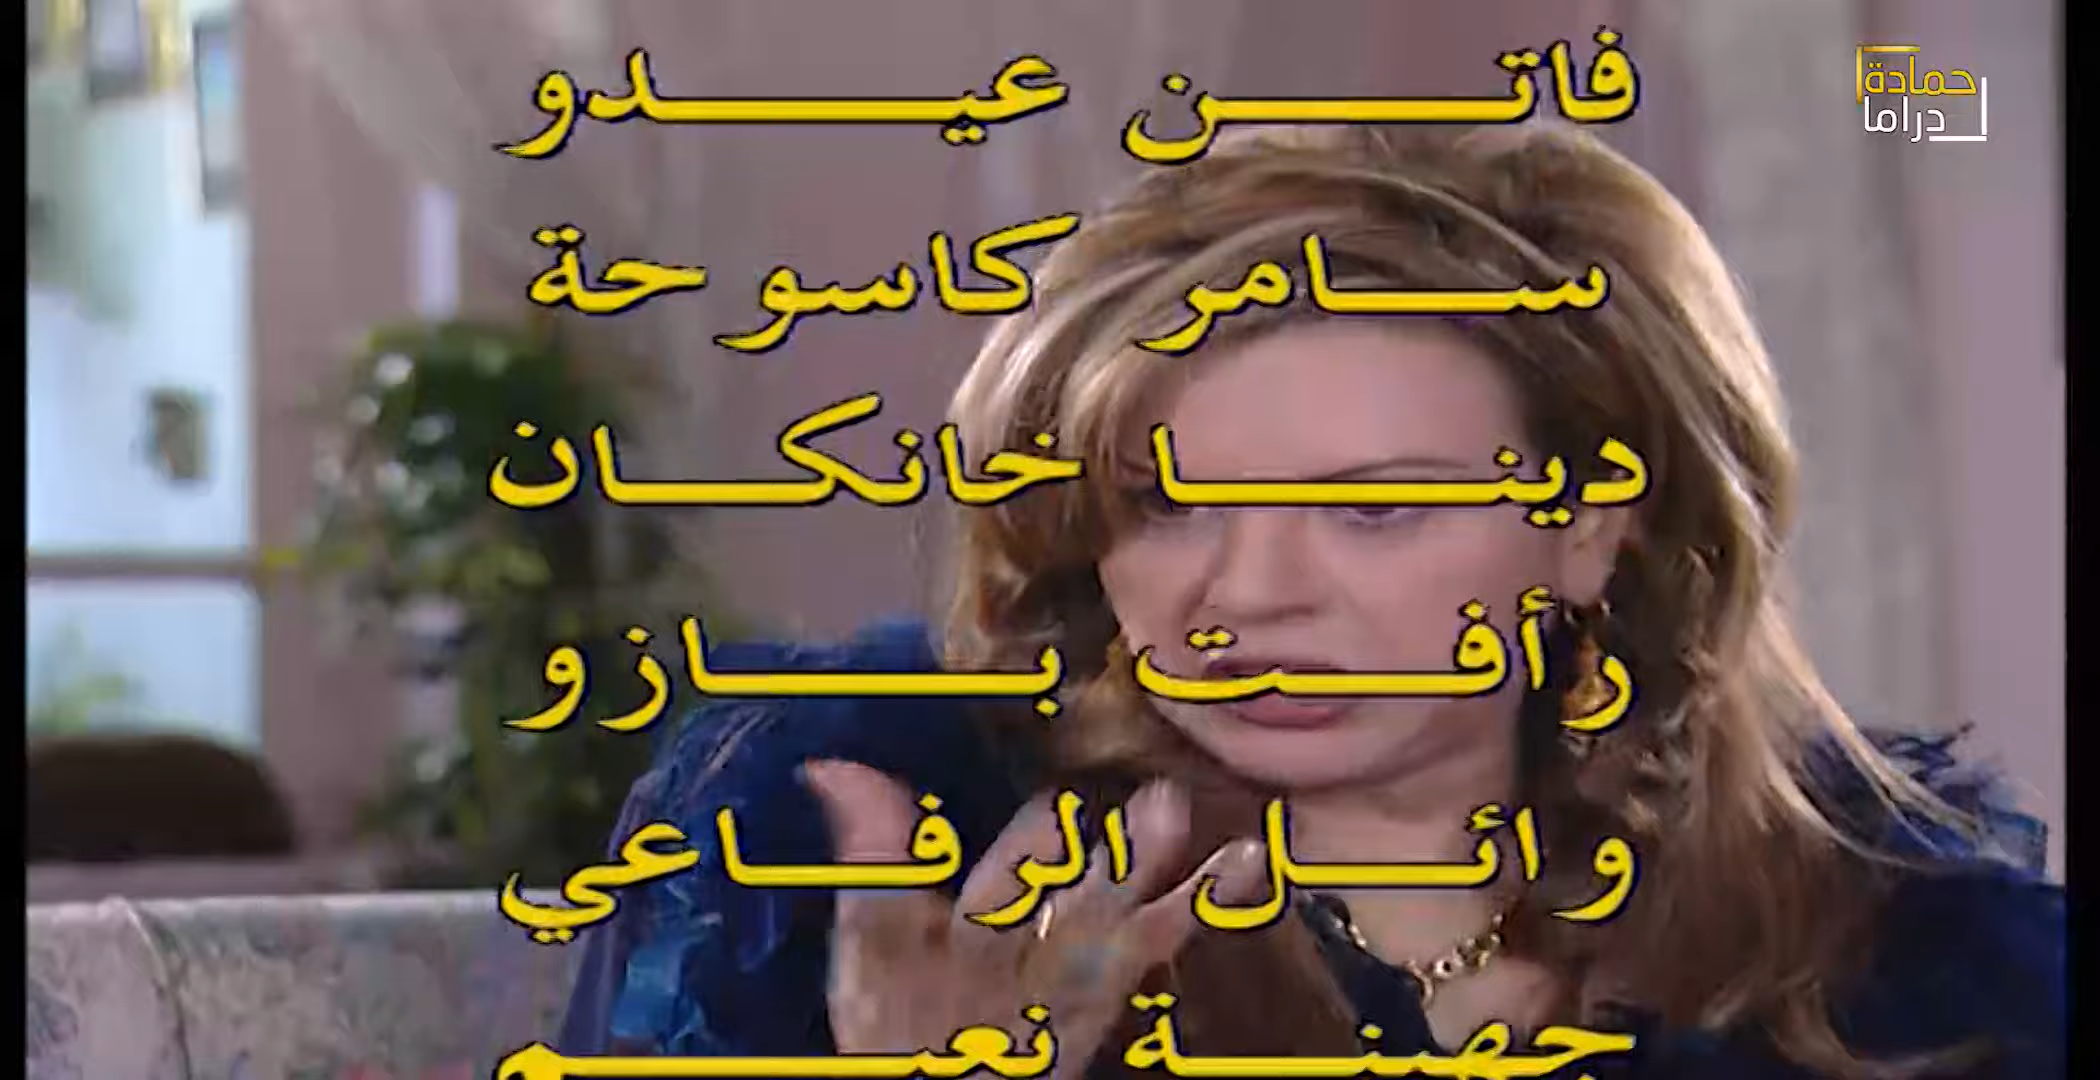 حمادة
دراما
فاتن عيدو
سامر كاسوحة
دينا خانكان
رأفت بازو
وائل الرفاعي
جهينة نعيم